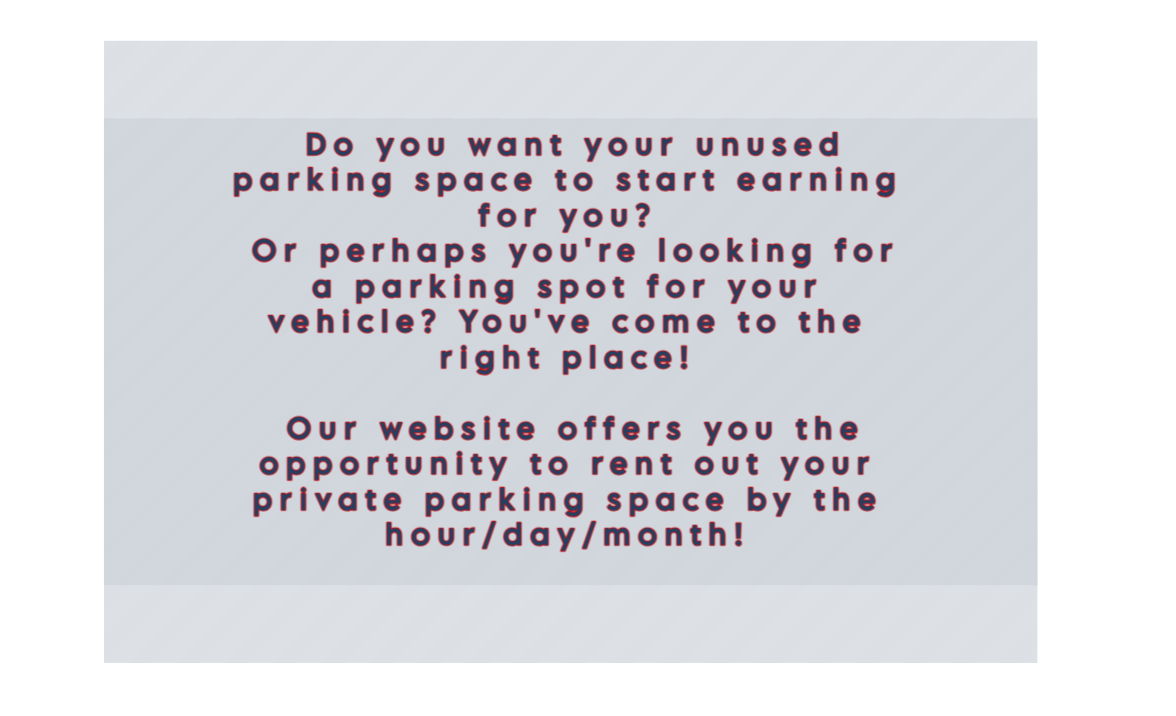 Do you want your unused
parking space to start earning
for you?
Or perhaps you're looking for
a parking spot for your
vehicle? You've come to the
right place!
Our website offers you the
opportunity to rent out your
private parking space by the
hour/day/month!